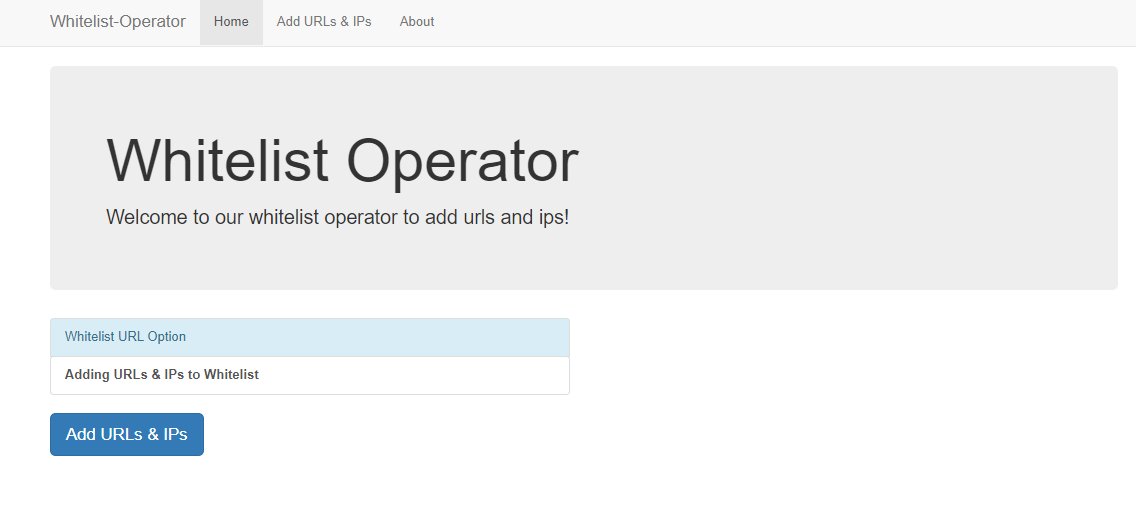 Whitelist-Operator Home Add URLs & IPs About
Whitelist Operator
Welcome to our whitelist operator to add urls and ips!
Whitelist URL Option
Adding URLs & IPs to Whitelist
Add URLs & IPs